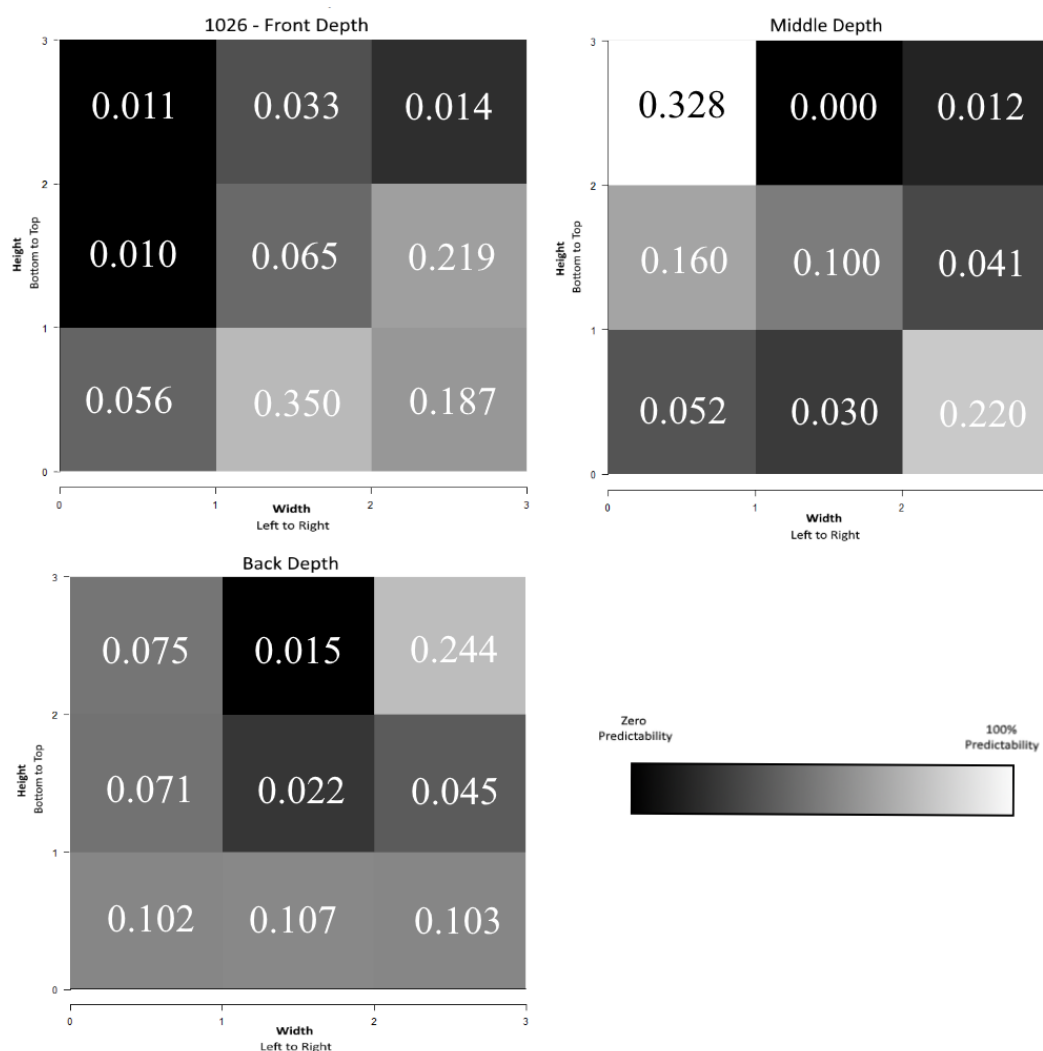 1026 - Front Depth
3
0.011 0.033 0.014
2
Height
Bottom to Top
0.010 0.065 0.219
1
0.056 0.350 0.187
0
0 1 2 3
Width
Left to Right
Middle Depth
3
0.328 0.000 0.012
2
Height
Bottom to Top
0.160 0.100 0.041
1
0.052 0.030 0.220
0
0 1 2
Width
Left to Right
Back Depth
3
0.075 0.015 0.244
2
Height
Bottom to Top
0.071 0.022 0.045
1
0.102 0.107 0.103
0
0 1 2 3
Width
Left to Right
Zero
Predictability
100%
Predictability